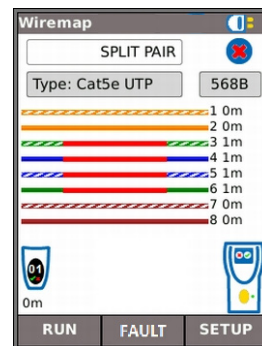 Wiremap
SPLIT PAIR
Type: Cat5e UTP
568B
1 0m
2 0m
3 1m
4 1m
5 1m
6 1m
7 0m
8 0m
01
0m
RUN
FAULT
SETUP